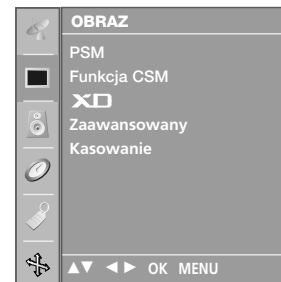 OBRAZ
PSM
Funkcja CSM
XD
Zaawansowany
Kasowanie
▲▼ ◄► OK MENU